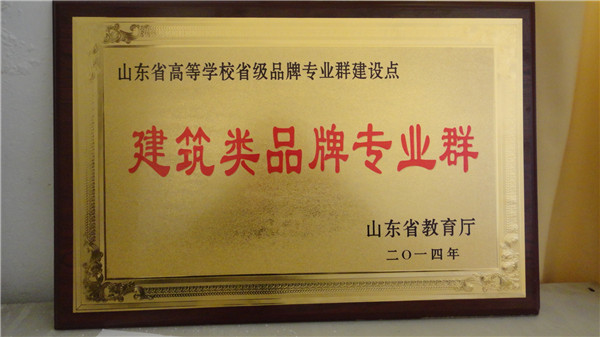 山东省高等学校省级品牌专业群建设点
建筑类品牌专业群
山东省教育厅
二〇一四年